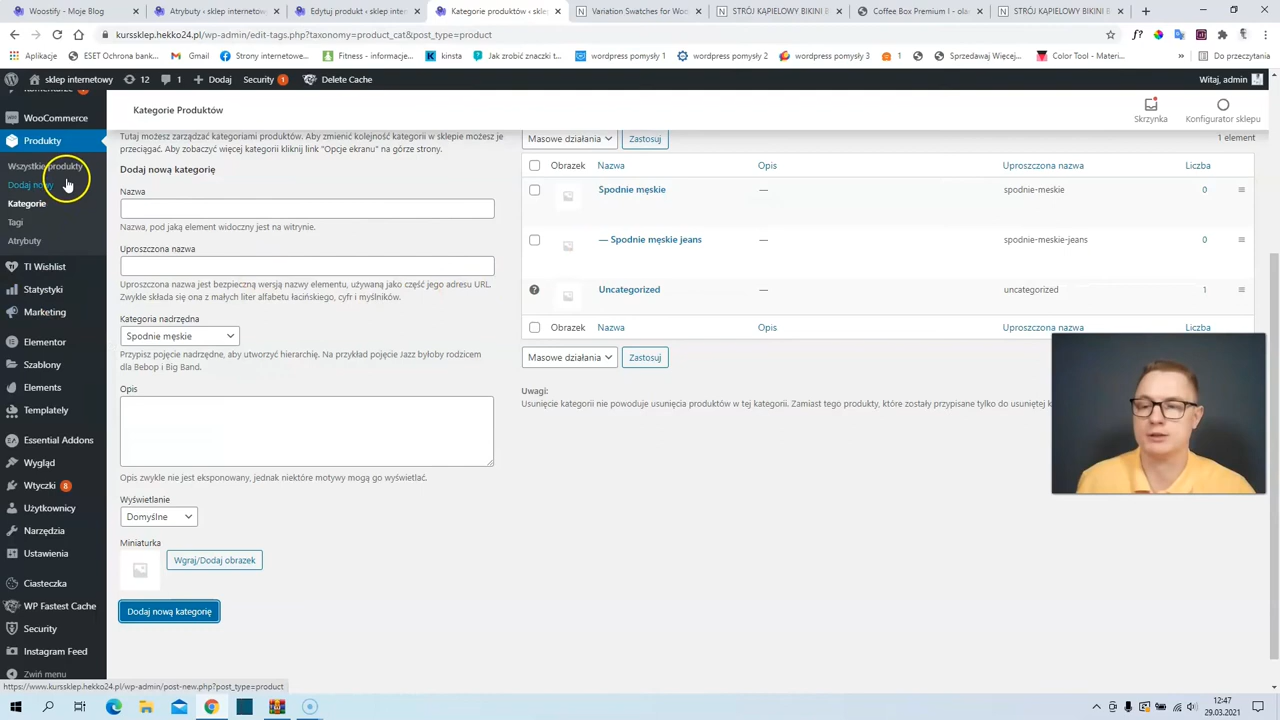 Woostify - Moj Blog
Atrybuty ‹ sklep internetowy
Edytuj produkt ‹ sklep intern
Kategorie produktów ‹ sklep
Variation Swatches for Woo
STRÓJ KĄPIELOWY BIKINI B
Coffee Box Premium I - ola
STRÓJ KĄPIELOWY BIKINI B
kurssklep.hekko24.pl/wp-admin/edit-tags.php?taxonomy=product_cat&post_type=product
Aplikacje
ESET Ochrona bank...
Gmail
Strony internetowe...
Fitness - informacje...
kinsta
Jak zrobić znaczki t...
wordpress pomysły 1
wordpress pomysły 2
wordpress pomysły 3
1
Sprzedawaj Więcej,...
Color Tool - Materi...
»
Do przeczytania
sklep internetowy
12
1
Dodaj
Security
1
Delete Cache
Witaj, admin
Komentarze
WooCommerce
Produkty
Wszystkie produkty
Dodaj nowy
Kategorie
Tagi
Atrybuty
TI Wishlist
Statystyki
Marketing
Elementor
Szablony
Elements
Templately
Essential Addons
Wygląd
Wtyczki 8
Użytkownicy
Narzędzia
Ustawienia
Ciasteczka
WP Fastest Cache
Security
Instagram Feed
Zwiń menu
Kategorie Produktów
Skrzynka
Konfigurator sklepu
Tutaj możesz zarządzać kategoriami produktów. Aby zmienić kolejność kategorii w sklepie możesz je
przeciągać. Aby zobaczyć więcej kategorii kliknij link "Opcje ekranu" na górze strony.
Dodaj nową kategorię
Nazwa
Nazwa, pod jaką element widoczny jest na witrynie.
Uproszczona nazwa
Uproszczona nazwa jest bezpieczną wersją nazwy elementu, używaną jako część jego adresu URL.
Zwykle składa się ona z małych liter alfabetu łacińskiego, cyfr i myślników.
Kategoria nadrzędna
Spodnie męskie
Przypisz pojęcie nadrzędne, aby utworzyć hierarchię. Na przykład pojęcie Jazz byłoby rodzicem
dla Bebop i Big Band.
Opis
Opis zwykle nie jest eksponowany, jednak niektóre motywy mogą go wyświetlać.
Wyświetlanie
Domyślne
Miniaturka
Wgraj/Dodaj obrazek
Dodaj nową kategorię
Masowe działania
Zastosuj
1 element
Obrazek Nazwa Opis Uproszczona nazwa Liczba
Spodnie męskie — spodnie-meskie 0
— Spodnie męskie jeans — spodnie-meskie-jeans 0
Uncategorized — uncategorized 1
Obrazek Nazwa Opis Uproszczona nazwa Liczba
Masowe działania
Zastosuj
Uwagi:
Usunięcie kategorii nie powoduje usunięcia produktów w tej kategorii. Zamiast tego produkty, które zostały przypisane tylko do usuniętej k
https://www.kurssklep.hekko24.pl/wp-admin/post-new.php?post_type=product
12:47
29.03.2021